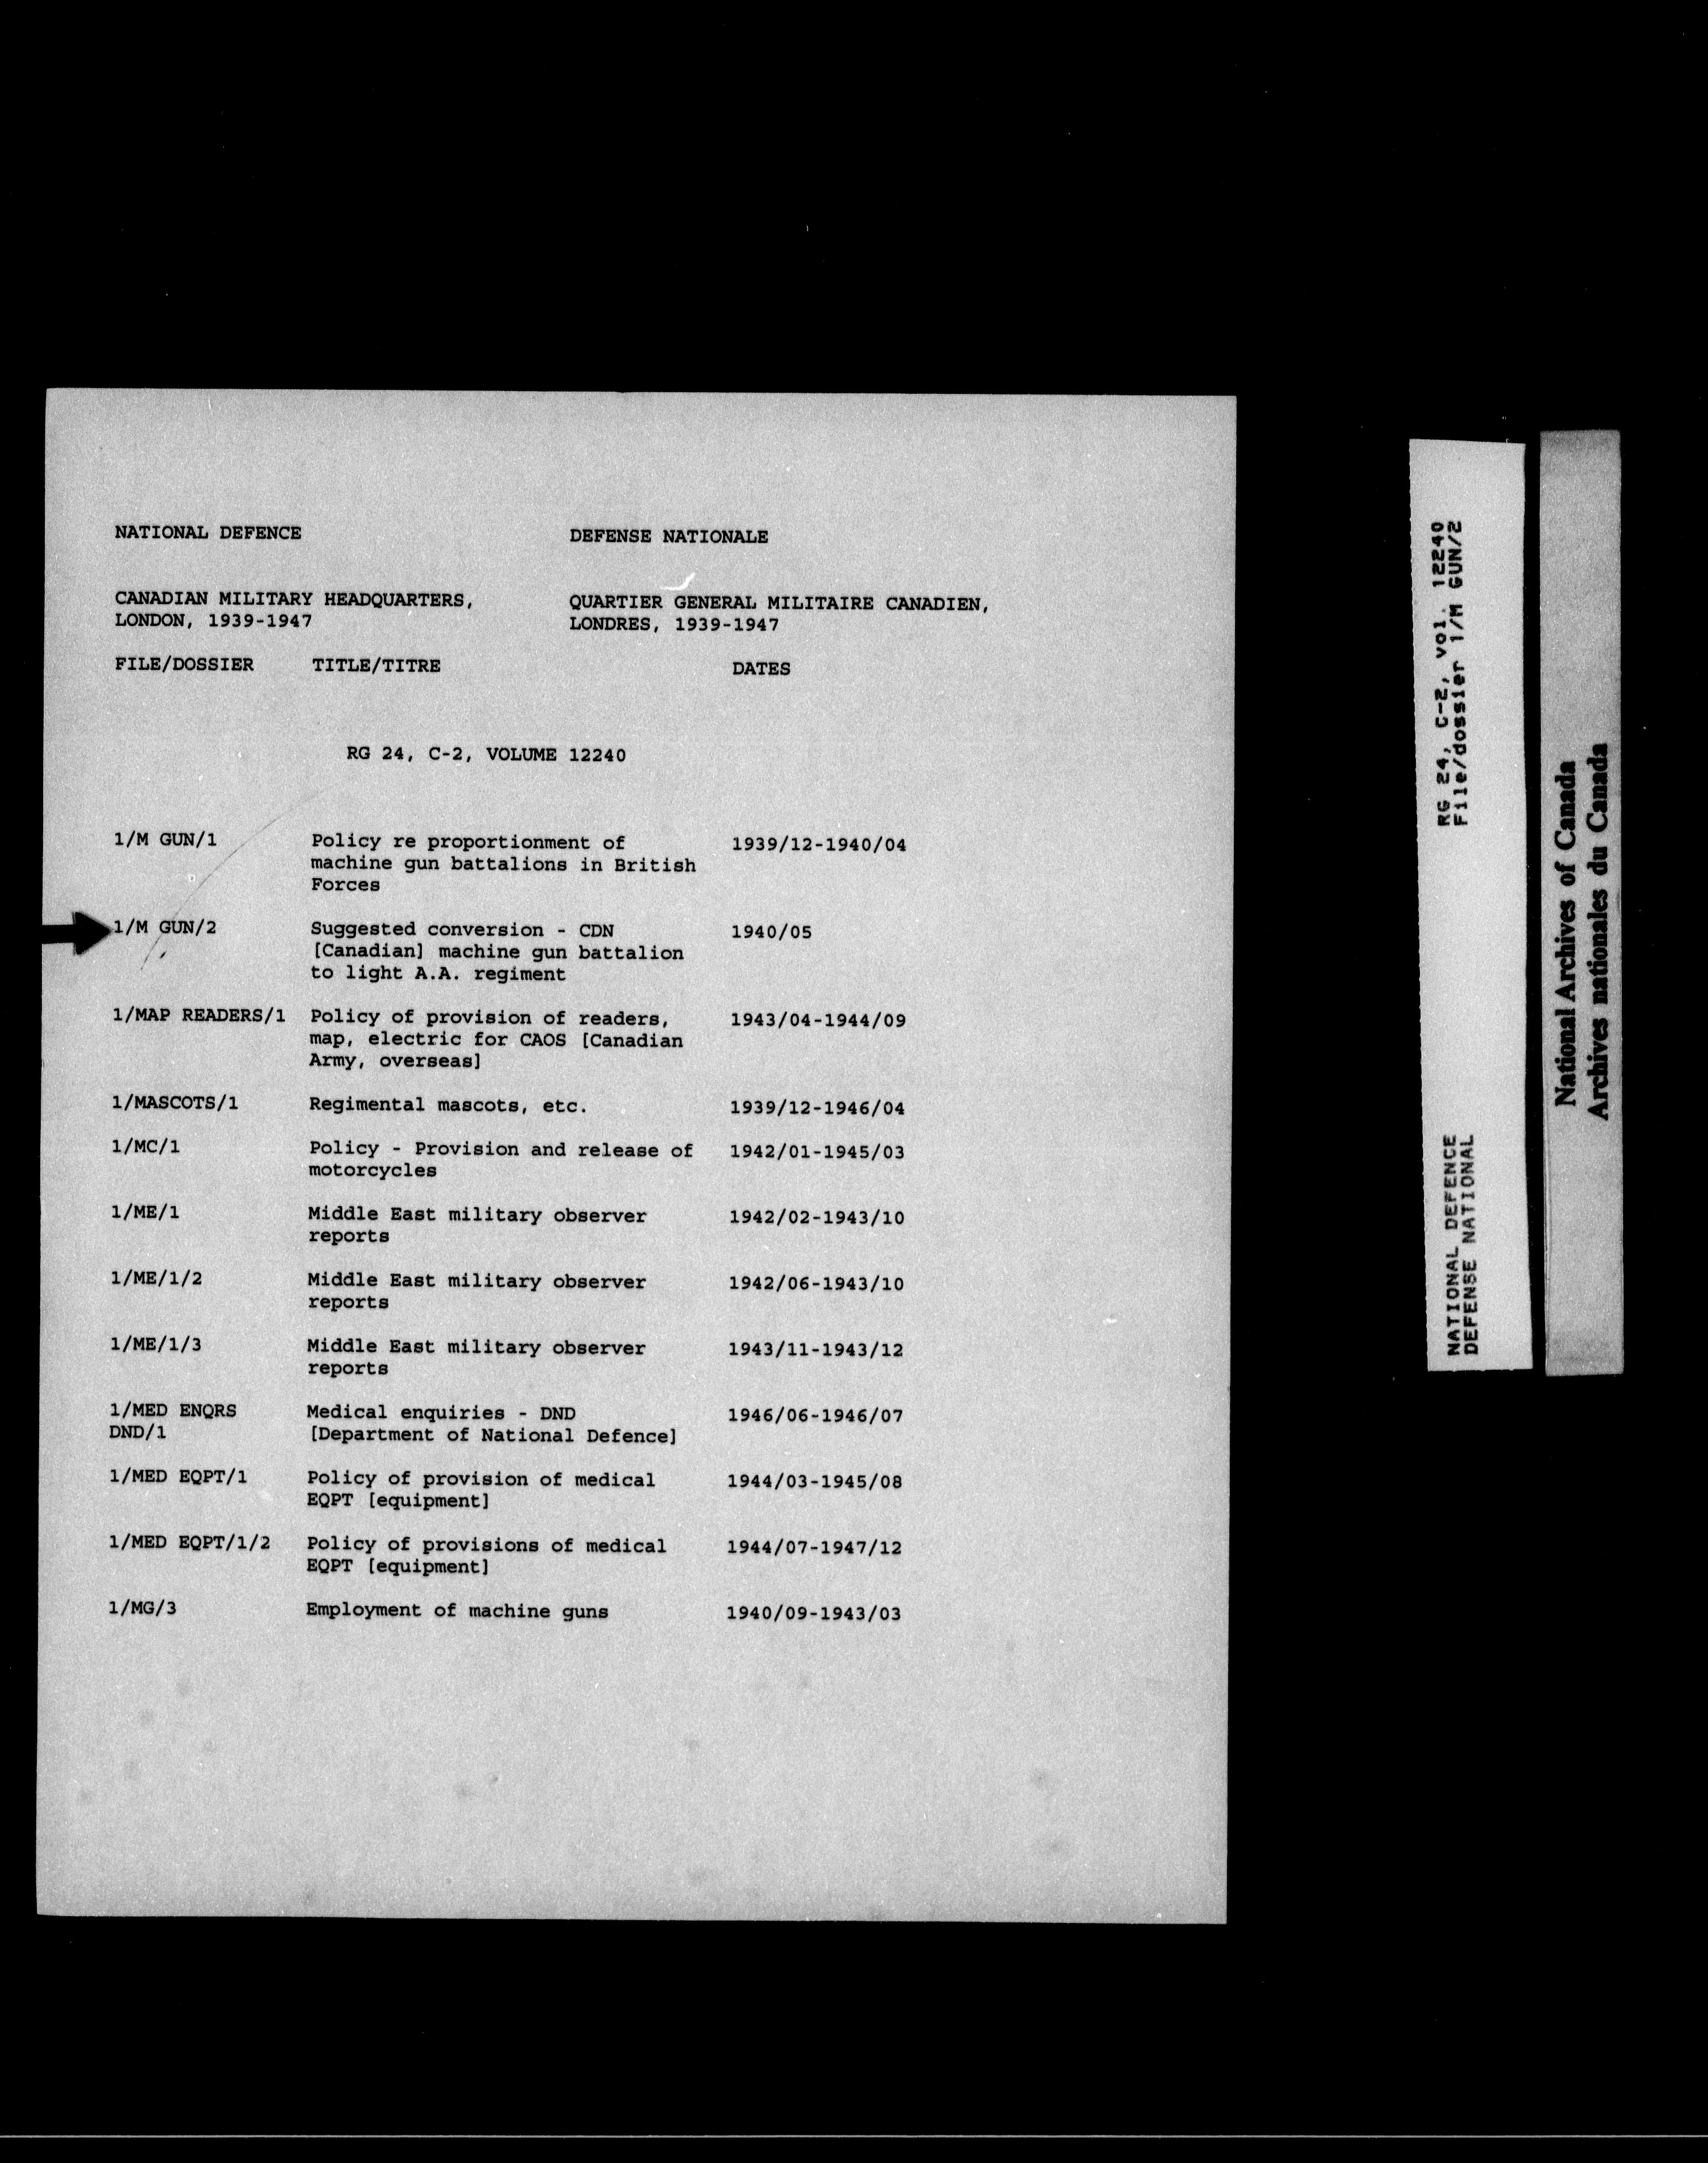 NATIONAL DEFENCE DEFENSE NATIONALE
CANADIAN MILITARY HEADQUARTERS, QUARTIER GENERAL MILITAIRE CANADIEN,
LONDON, 1939-1947 LONDRES, 1939-1947
FILE/DOSSIER TITLE/TITRE DATES
RG 24, C-2, VOLUME 12240
1/M GUN/1 Policy re proportionment of 1939/12-1940/04
machine gun battalions in British
Forces
1/M GUN/2 Suggested conversion - CDN 1940/05
[Canadian] machine gun battalion
to light A.A. regiment
1/MAP READERS/1 Policy of provision of readers, 1943/04-1944/09
map, electric for CAOS [Canadian
Army, overseas]
1/MASCOTS/1 Regimental mascots, etc. 1939/12-1946/04
1/MC/1 Policy - Provision and release of 1942/01-1945/03
motorcycles
1/ME/1 Middle East military observer 1942/02-1943/10
reports
1/ME/1/2 Middle East military observer 1942/06-1943/10
reports
1/ME/1/3 Middle East military observer 1943/11-1943/12
reports
1/MED ENQRS Medical enquiries - DND 1946/06-1946/07
DND/1 [Department of National Defence]
1/MED EQPT/1 Policy of provision of medical 1944/03-1945/08
EQPT [equipment]
1/MED EQPT/1/2 Policy of provisions of medical 1944/07-1947/12
EQPT [equipment]
1/MG/3 Employment of machine guns 1940/09-1943/03
NATIONAL DEFENCE RG 24, C-2, vol. 12240
DEFENSE NATIONAL File/dossier 1/M GUN/2
National Archives of Canada
Archives nationales du Canada